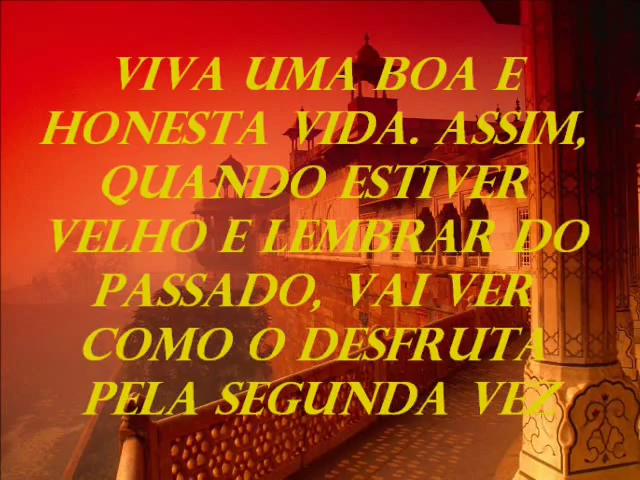 VIVA UMA BOA E
HONESTA VIDA. ASSIM,
QUANDO ESTIVER
VELHO E LEMBRAR DO
PASSADO, VAI VER
COMO O DESFRUTA
PELA SEGUNDA VEZ